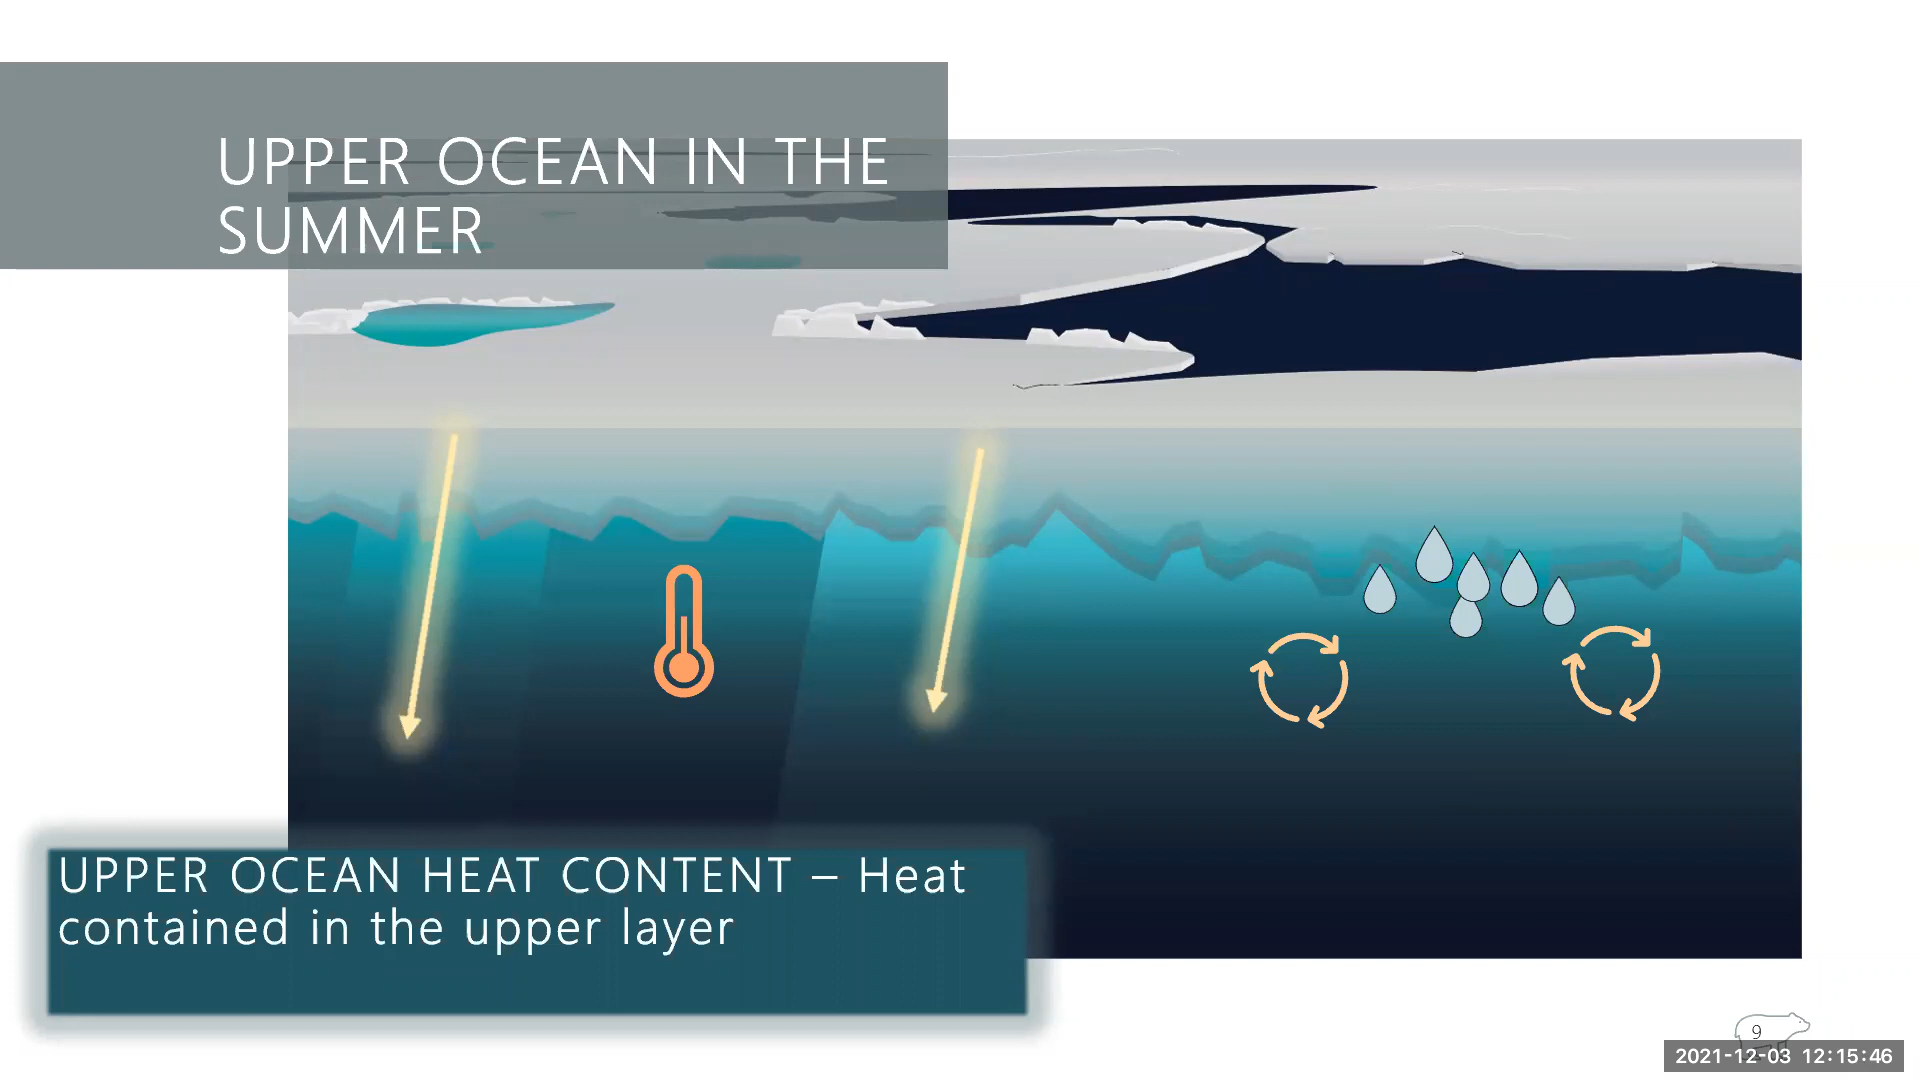 UPPER OCEAN IN THE
SUMMER
UPPER OCEAN HEAT CONTENT – Heat
contained in the upper layer
9
2021-12-03 12:15:46